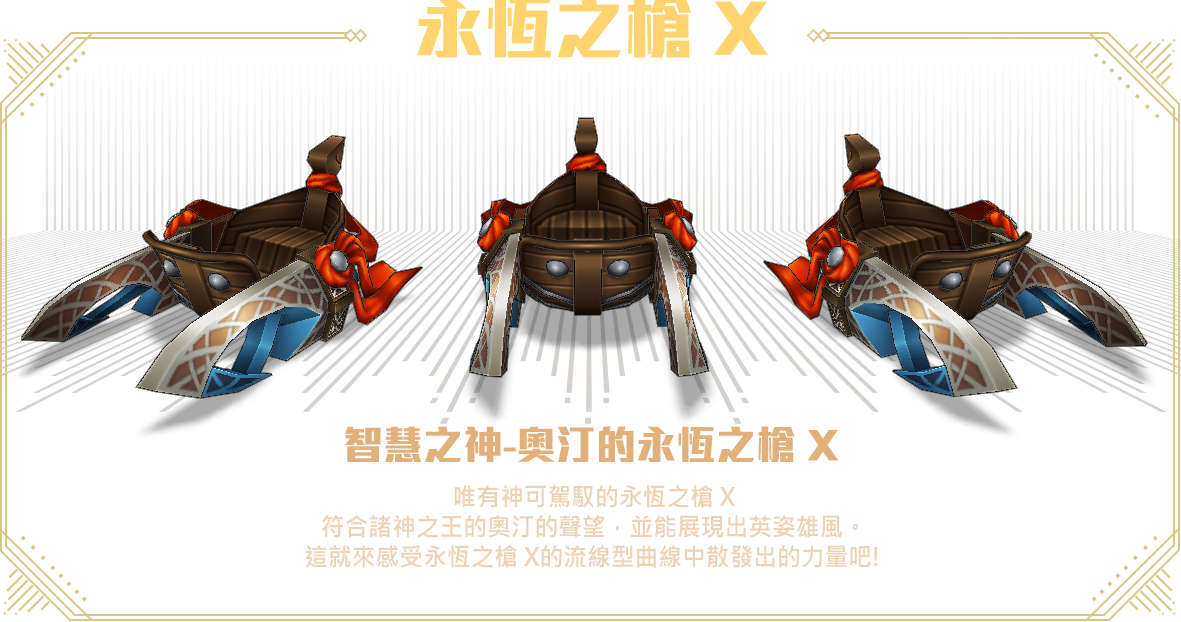 永恆之槍 X
智慧之神-奧汀的永恆之槍 X
唯有神可駕馭的永恆之槍 X
符合諸神之王的奧汀的聲望，並能展現出英姿雄風。
這就來感受永恆之槍 X的流線型曲線中散發出的力量吧!